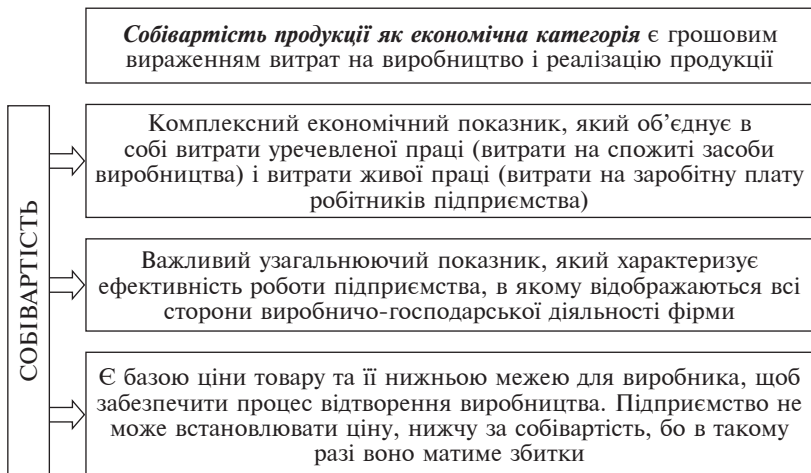 Собівартість продукції як економічна категорія є грошовим
вираженням витрат на виробництво і реалізацію продукції
СОБІВАРТІСТЬ
Комплексний економічний показник, який об’єднує в
собі витрати уречевленої праці (витрати на спожиті засоби
виробництва) і витрати живої праці (витрати на заробітну плату
робітників підприємства)
Важливий узагальнюючий показник, який характеризує
ефективність роботи підприємства, в якому відображаються всі
сторони виробничо-господарської діяльності фірми
Є базою ціни товару та її нижньою межею для виробника, щоб
забезпечити процес відтворення виробництва. Підприємство не
може встановлювати ціну, нижчу за собівартість, бо в такому
разі воно матиме збитки